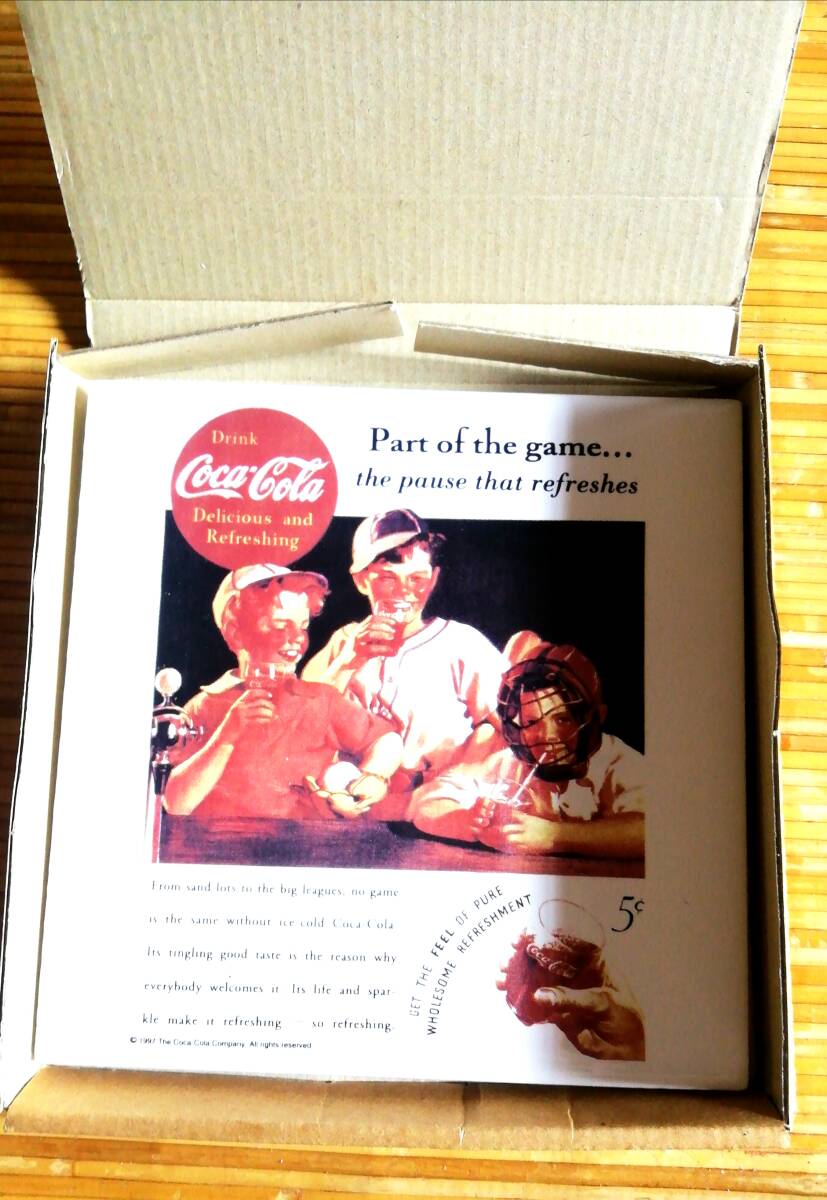 Drink
Coca-Cola
Delicious and
Refreshing
Part of the game...
the pause that refreshes
From sand lots to the big leagues, no game
is the same without ice cold Coca Cola
Its tingling good taste is the reason why
everybody welcomes it Its life and spar-
kle make it refreshing — so refreshing.
© 1997 The Coca Cola Company. All rights reserved
GET THE FEEL OF PURE
WHOLESOME REFRESHMENT
5¢
Coca-Cola